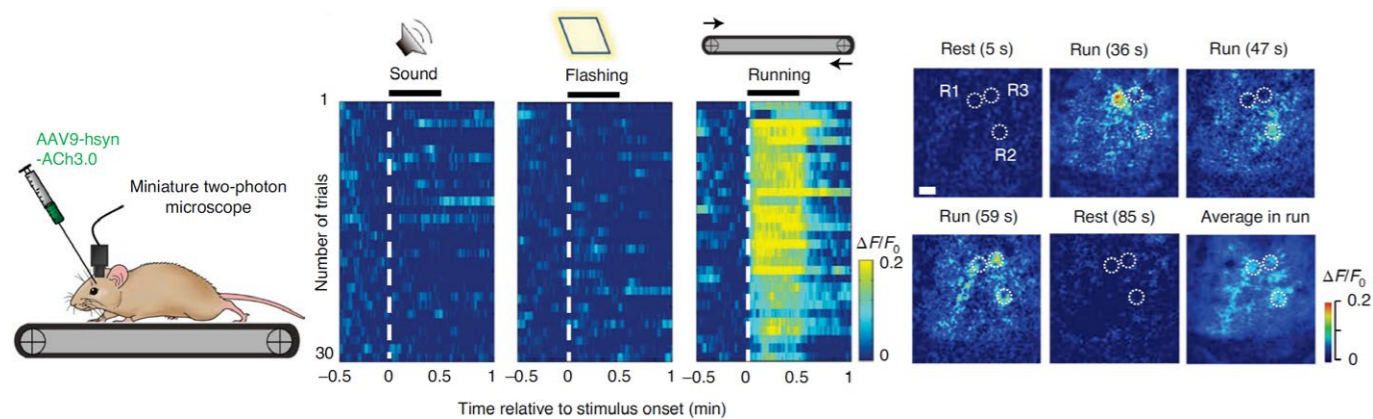 AAV9-hsyn
-ACh3.0
Miniature two-photon
microscope
Sound
Flashing
Running
Number of trials
1
30
–0.5
0
0.5
1
–0.5
0
0.5
1
–0.5
0
0.5
1
Time relative to stimulus onset (min)
ΔF/F0
0.2
0
Rest (5 s)
Run (36 s)
Run (47 s)
R1
R3
R2
Run (59 s)
Rest (85 s)
Average in run
ΔF/F0
0.2
0